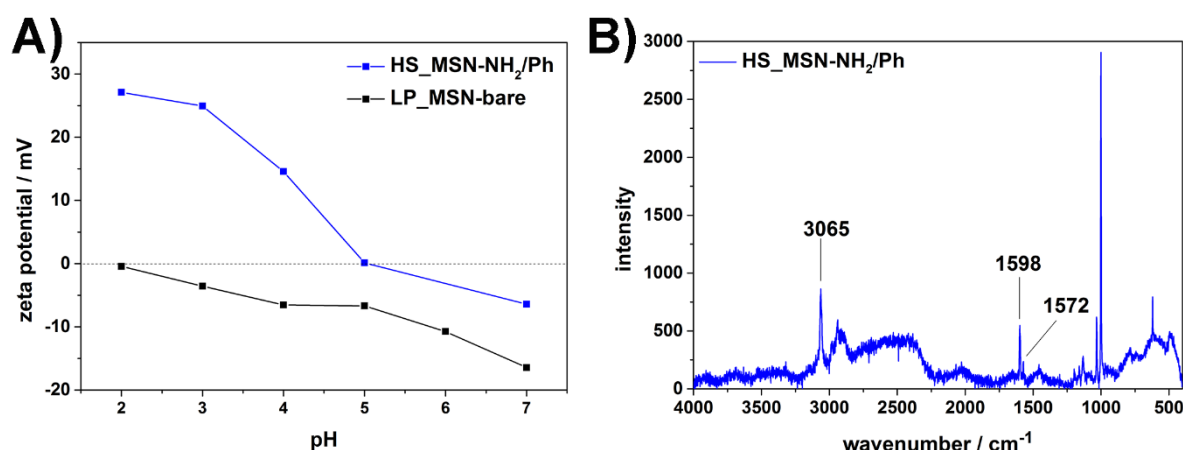 A)
HS_MSN-NH₂/Ph
LP_MSN-bare
zeta potential / mV
30
20
10
0
-10
-20
2 3 4 5 6 7
pH
B)
HS_MSN-NH₂/Ph
intensity
3000
2500
2000
1500
1000
500
0
3065
1598
1572
4000 3500 3000 2500 2000 1500 1000 500
wavenumber / cm⁻¹